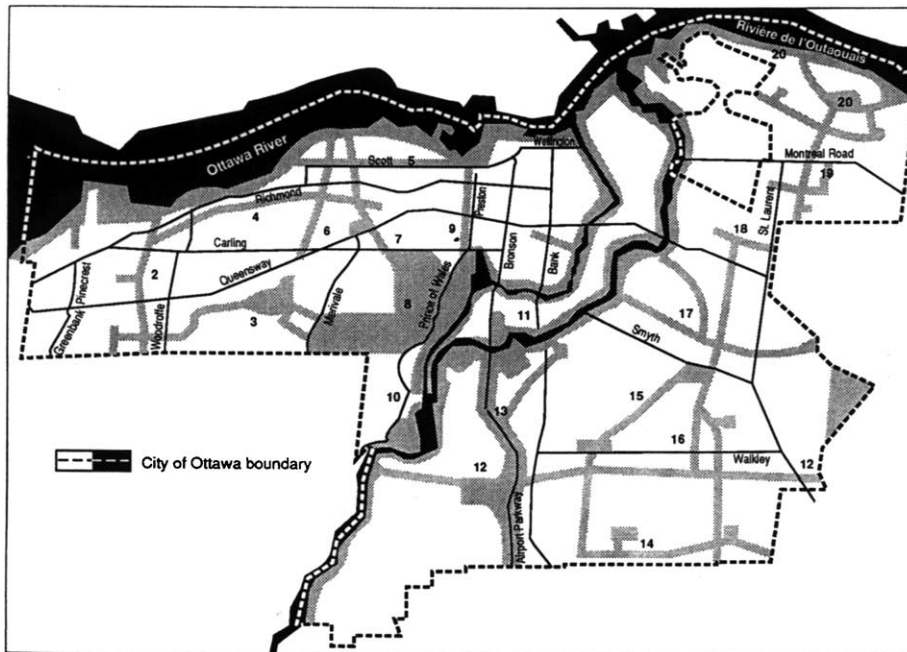 Rivière de l'Outaouais
20
20
Ottawa River
Wellington
Scott 5
Montreal Road
19
Richmond
Preston
St. Laurent
4
18
Carling
6
7
9
Bronson
Bank
Queensway
2
Pinecrest
Greenbank
Woodroffe
3
Merivale
8
Prince of Wales
11
17
Smyth
10
13
15
16
City of Ottawa boundary
12
Walkley
12
Airport Parkway
14